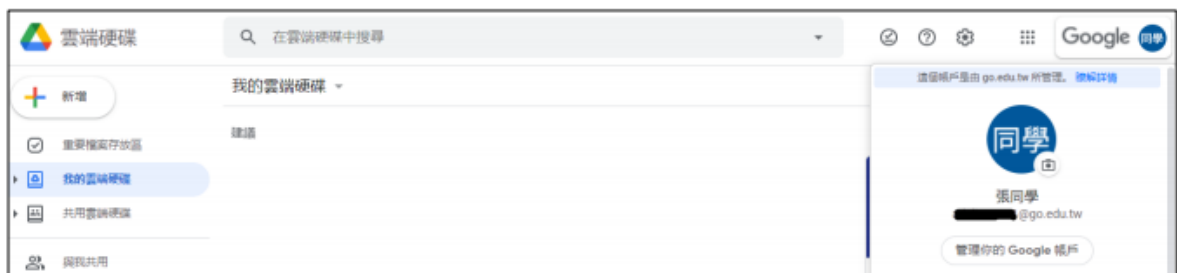 雲端硬碟
在雲端硬碟中搜尋
Google 同學
新增
我的雲端硬碟
這個帳戶是由 go.edu.tw 所管理。 瞭解詳情
建議
同學
重要檔案存放區
我的雲端硬碟
共用雲端硬碟
與我共用
張同學
@go.edu.tw
管理你的 Google 帳戶